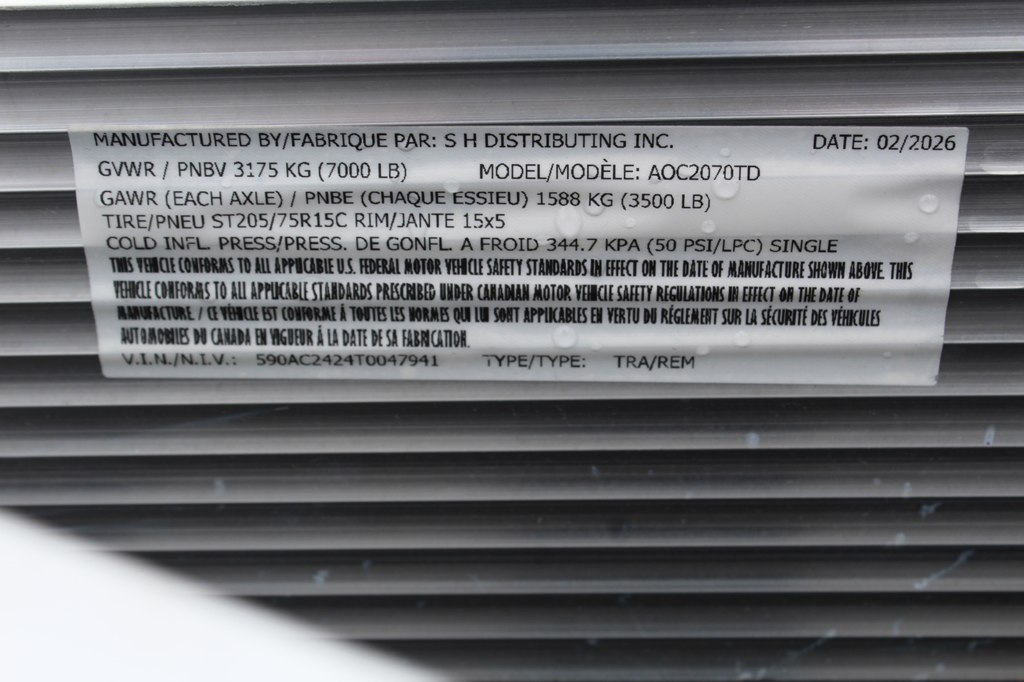 MANUFACTURED BY/FABRIQUE PAR: S H DISTRIBUTING INC. DATE: 02/2026
GVWR / PNBV 3175 KG (7000 LB) MODEL/MODÈLE: AOC2070TD
GAWR (EACH AXLE) / PNBE (CHAQUE ESSIEU) 1588 KG (3500 LB)
TIRE/PNEU ST205/75R15C RIM/JANTE 15x5
COLD INFL. PRESS/PRESS. DE GONFL. A FROID 344.7 KPA (50 PSI/LPC) SINGLE
THIS VEHICLE CONFORMS TO ALL APPLICABLE U.S. FEDERAL MOTOR VEHICLE SAFETY STANDARDS IN EFFECT ON THE DATE OF MANUFACTURE SHOWN ABOVE. THIS
VEHICLE CONFORMS TO ALL APPLICABLE STANDARDS PRESCRIBED UNDER CANADIAN MOTOR VEHICLE SAFETY REGULATIONS IN EFFECT ON THE DATE OF
MANUFACTURE. / CE VÉHICLE EST CONFORME À TOUTES LES NORMES QUI LUI SONT APPLICABLES EN VERTU DU RÉGLEMENT SUR LA SÉCURITÉ DES VÉHICULES
AUTOMOBILES DU CANADA EN VIGUEUR À LA DATE DE SA FABRICATION.
V.I.N./N.I.V.: 590AC2424T0047941 TYPE/TYPE: TRA/REM